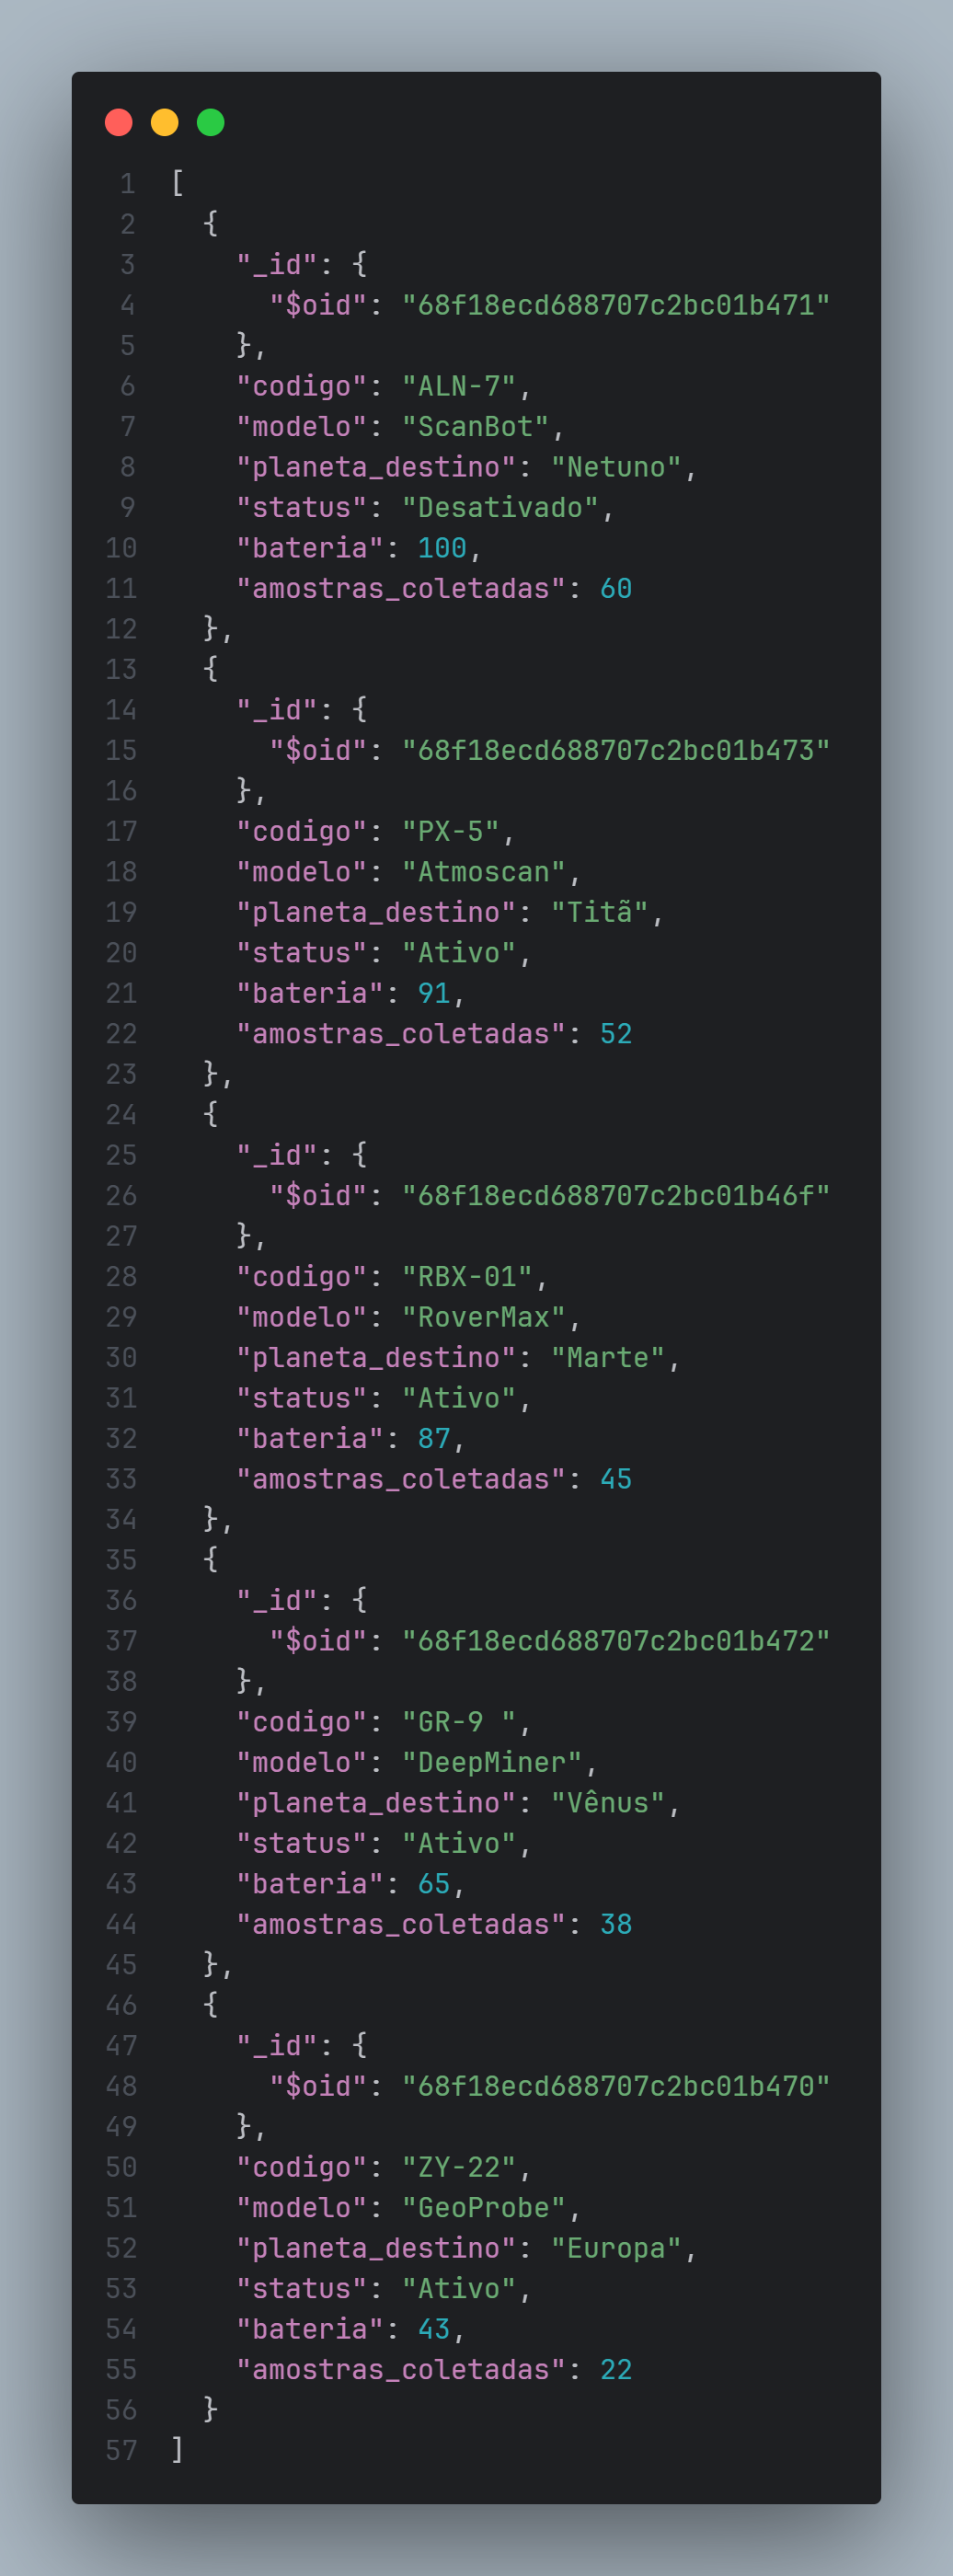 1 [
2   {
3     "_id": {
4       "$oid": "68f18ecd688707c2bc01b471"
5     },
6     "codigo": "ALN-7",
7     "modelo": "ScanBot",
8     "planeta_destino": "Netuno",
9     "status": "Desativado",
10     "bateria": 100,
11     "amostras_coletadas": 60
12   },
13   {
14     "_id": {
15       "$oid": "68f18ecd688707c2bc01b473"
16     },
17     "codigo": "PX-5",
18     "modelo": "Atmoscan",
19     "planeta_destino": "Titã",
20     "status": "Ativo",
21     "bateria": 91,
22     "amostras_coletadas": 52
23   },
24   {
25     "_id": {
26       "$oid": "68f18ecd688707c2bc01b46f"
27     },
28     "codigo": "RBX-01",
29     "modelo": "RoverMax",
30     "planeta_destino": "Marte",
31     "status": "Ativo",
32     "bateria": 87,
33     "amostras_coletadas": 45
34   },
35   {
36     "_id": {
37       "$oid": "68f18ecd688707c2bc01b472"
38     },
39     "codigo": "GR-9 ",
40     "modelo": "DeepMiner",
41     "planeta_destino": "Vênus",
42     "status": "Ativo",
43     "bateria": 65,
44     "amostras_coletadas": 38
45   },
46   {
47     "_id": {
48       "$oid": "68f18ecd688707c2bc01b470"
49     },
50     "codigo": "ZY-22",
51     "modelo": "GeoProbe",
52     "planeta_destino": "Europa",
53     "status": "Ativo",
54     "bateria": 43,
55     "amostras_coletadas": 22
56   }
57 ]